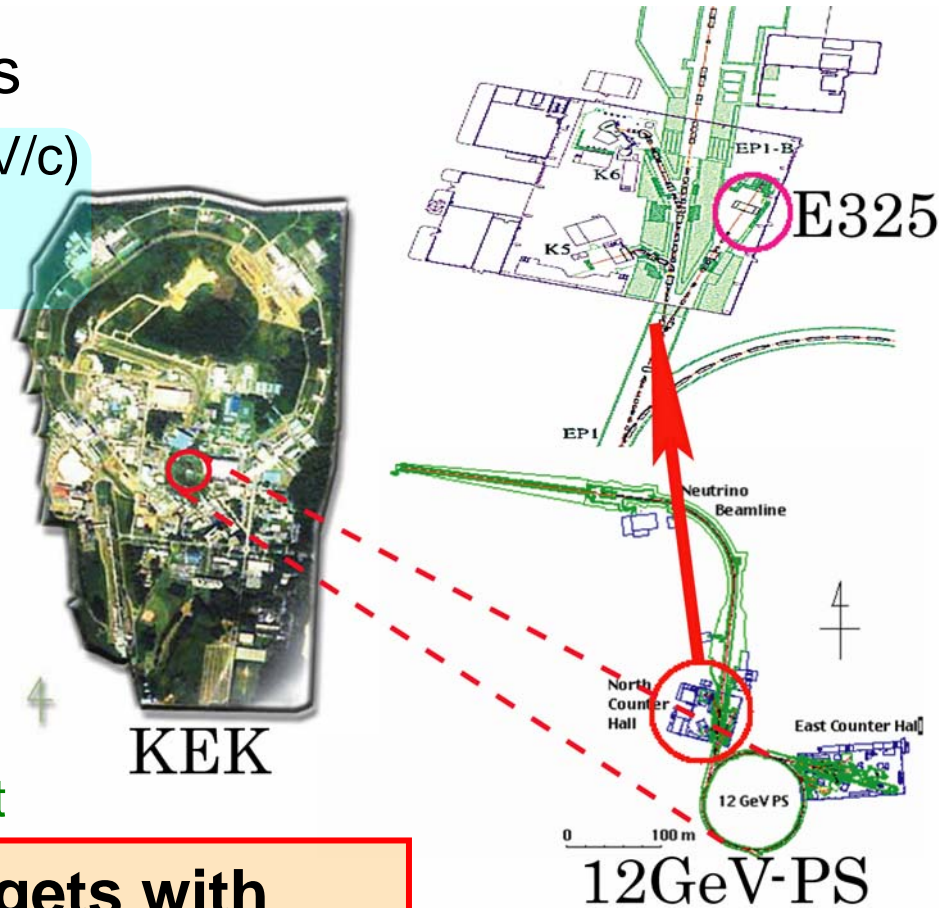 s
V/c)
EP1-B
K6
E325
K5
EP1
Neutrino
Beamline
North
Counter
Hall
East Counter Hall
KEK
12 GeV PS
t
0 100 m
gets with
12GeV-PS